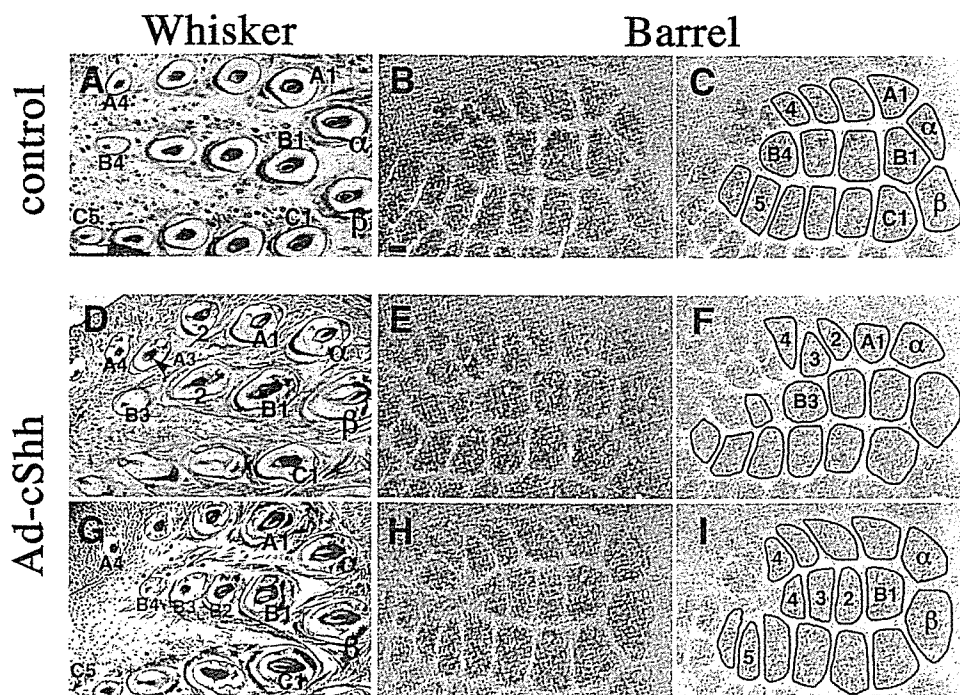 Whisker Barrel
control
A A1 A4 B1 α B4 C5 C1 β
B
C 4 A1 α B4 B1 5 C1 β
Ad-cShh
D 2 A1 α A4 A3 2 B1 B3 β C1
E
F 4 3 2 A1 α B3
G A1 α A4 B4 B3 B2 B1 β C5 C1
H
I 4 α 4 3 2 B1 β 5